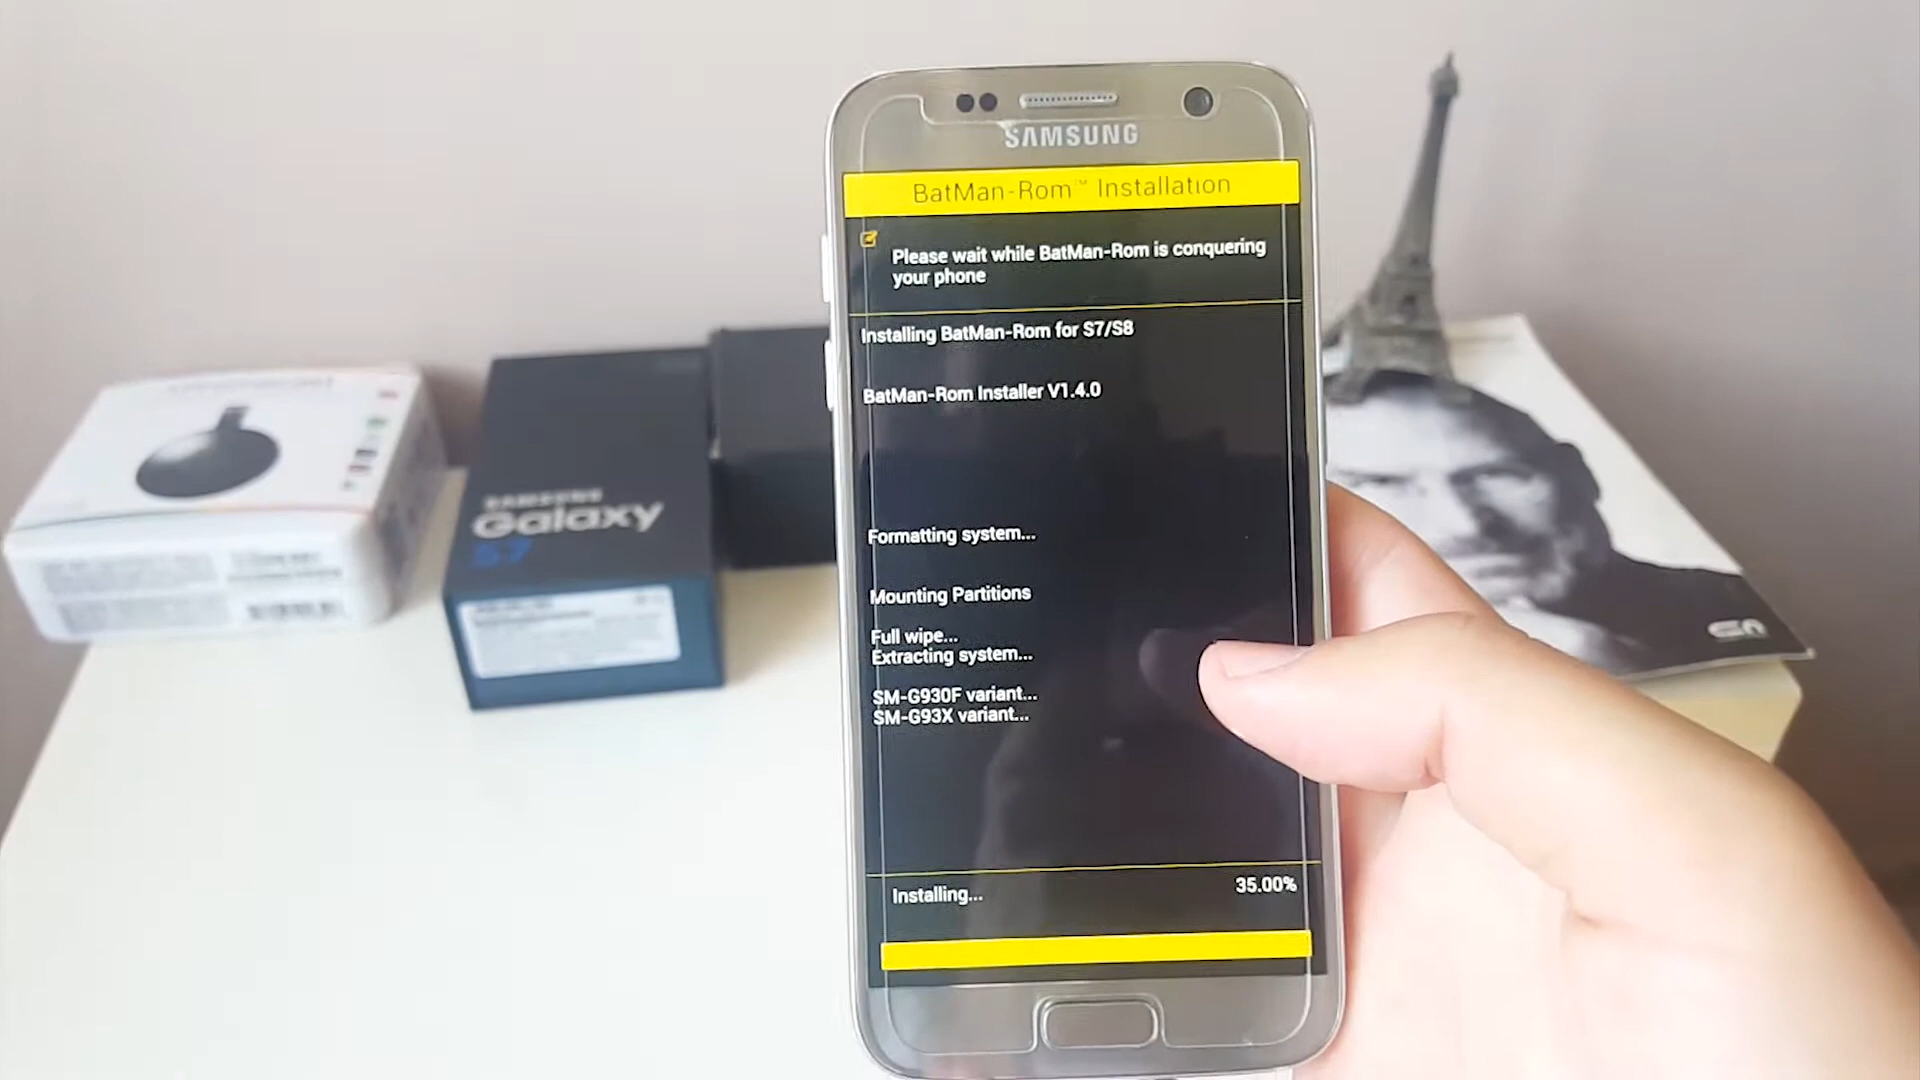 SAMSUNG
BatMan-Rom™ Installation
Please wait while BatMan-Rom is conquering
your phone
Installing BatMan-Rom for S7/S8
BatMan-Rom Installer V1.4.0
Formatting system...
Mounting Partitions
Full wipe...
Extracting system...
SM-G930F variant...
SM-G93X variant...
Installing...
35.00%
SAMSUNG
Galaxy
S7